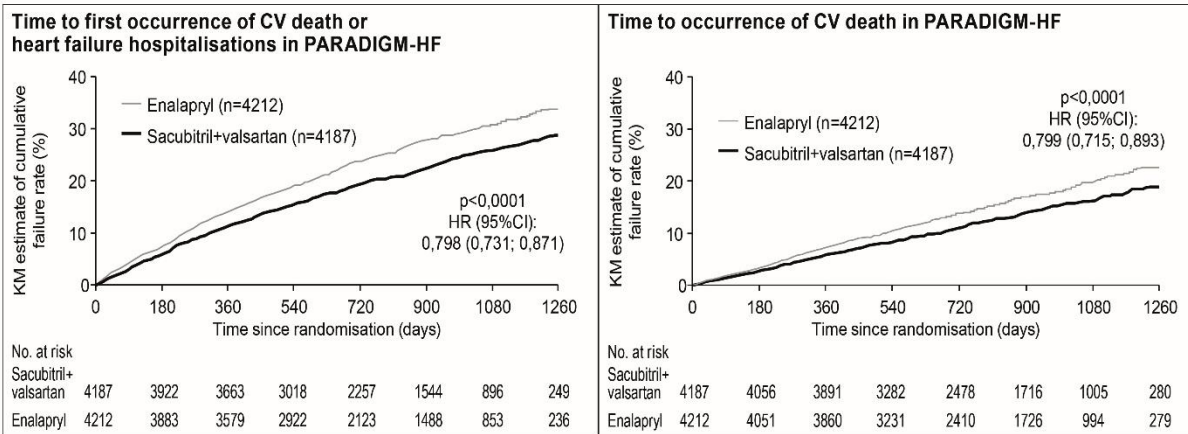 Time to first occurrence of CV death or
heart failure hospitalisations in PARADIGM-HF
KM estimate of cumulative
failure rate (%)
40
30
20
10
0
Enalapryl (n=4212)
Sacubitril+valsartan (n=4187)
p<0,0001
HR (95%CI):
0,798 (0,731; 0,871)
0 180 360 540 720 900 1080 1260
Time since randomisation (days)
No. at risk
Sacubitril+
valsartan 4187 3922 3663 3018 2257 1544 896 249
Enalapryl 4212 3883 3579 2922 2123 1488 853 236
Time to occurrence of CV death in PARADIGM-HF
KM estimate of cumulative
failure rate (%)
40
30
20
10
0
Enalapryl (n=4212)
Sacubitril+valsartan (n=4187)
p<0,0001
HR (95%CI):
0,799 (0,715; 0,893)
0 180 360 540 720 900 1080 1260
Time since randomisation (days)
No. at risk
Sacubitril+
valsartan 4187 4056 3891 3282 2478 1716 1005 280
Enalapryl 4212 4051 3860 3231 2410 1726 994 279